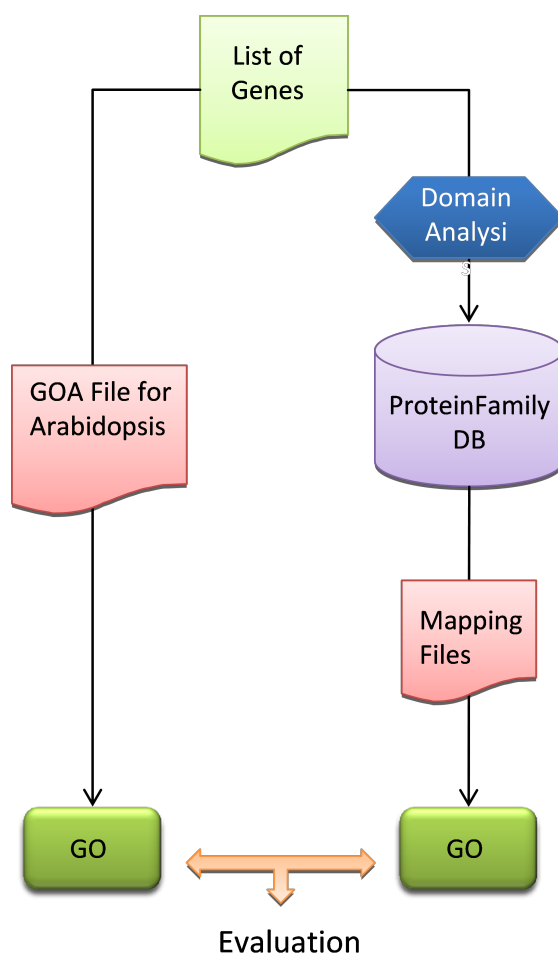 List of
Genes
Domain
Analysi
s
GOA File for
Arabidopsis
ProteinFamily
DB
Mapping
Files
GO
GO
Evaluation